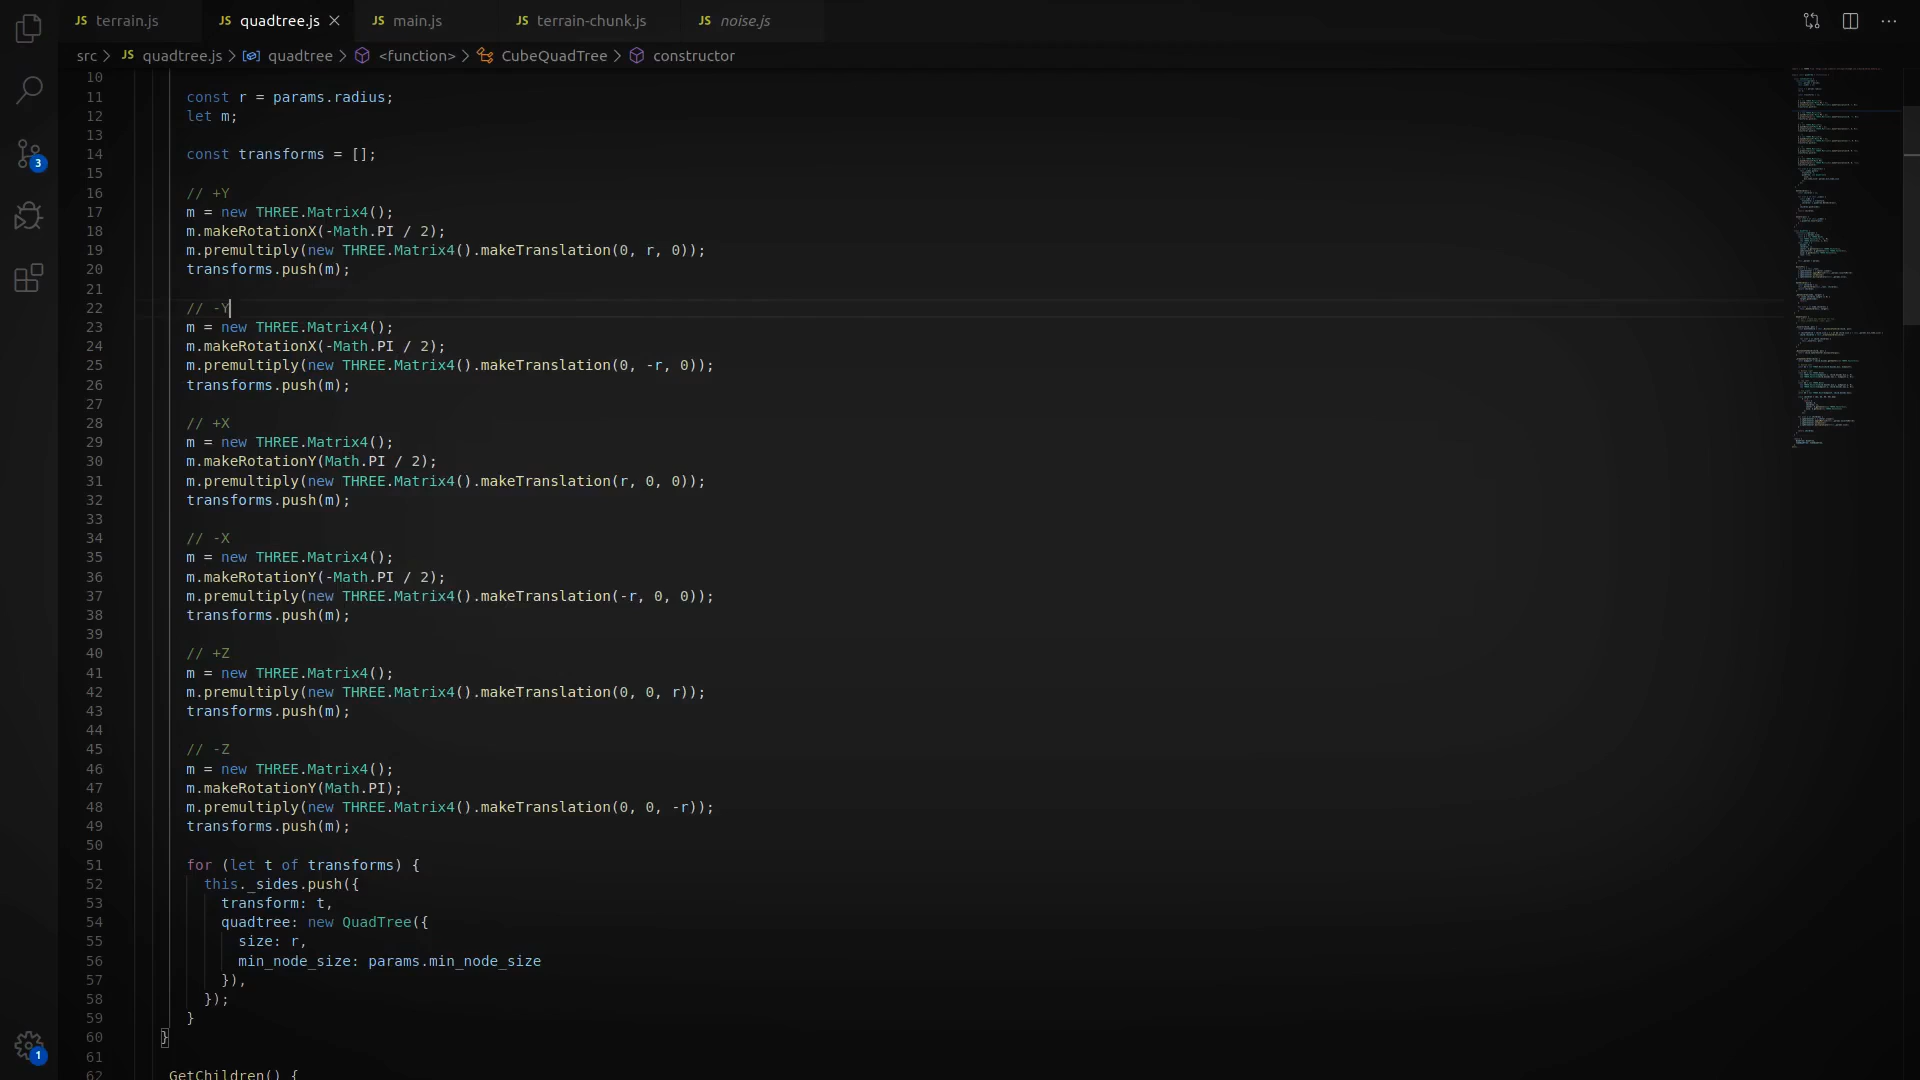 JS terrain.js JS quadtree.js JS main.js JS terrain-chunk.js JS noise.js
src > JS quadtree.js > quadtree > <function> > CubeQuadTree > constructor
10
11 const r = params.radius;
12 let m;
13
14 const transforms = [];
15
16 // +Y
17 m = new THREE.Matrix4();
18 m.makeRotationX(-Math.PI / 2);
19 m.premultiply(new THREE.Matrix4().makeTranslation(0, r, 0));
20 transforms.push(m);
21
22 // -Y
23 m = new THREE.Matrix4();
24 m.makeRotationX(-Math.PI / 2);
25 m.premultiply(new THREE.Matrix4().makeTranslation(0, -r, 0));
26 transforms.push(m);
27
28 // +X
29 m = new THREE.Matrix4();
30 m.makeRotationY(Math.PI / 2);
31 m.premultiply(new THREE.Matrix4().makeTranslation(r, 0, 0));
32 transforms.push(m);
33
34 // -X
35 m = new THREE.Matrix4();
36 m.makeRotationY(-Math.PI / 2);
37 m.premultiply(new THREE.Matrix4().makeTranslation(-r, 0, 0));
38 transforms.push(m);
39
40 // +Z
41 m = new THREE.Matrix4();
42 m.premultiply(new THREE.Matrix4().makeTranslation(0, 0, r));
43 transforms.push(m);
44
45 // -Z
46 m = new THREE.Matrix4();
47 m.makeRotationY(Math.PI);
48 m.premultiply(new THREE.Matrix4().makeTranslation(0, 0, -r));
49 transforms.push(m);
50
51 for (let t of transforms) {
52 this._sides.push({
53 transform: t,
54 quadtree: new QuadTree({
55 size: r,
56 min_node_size: params.min_node_size
57 }),
58 });
59 }
60 }
61
62 GetChildren() {
3
1